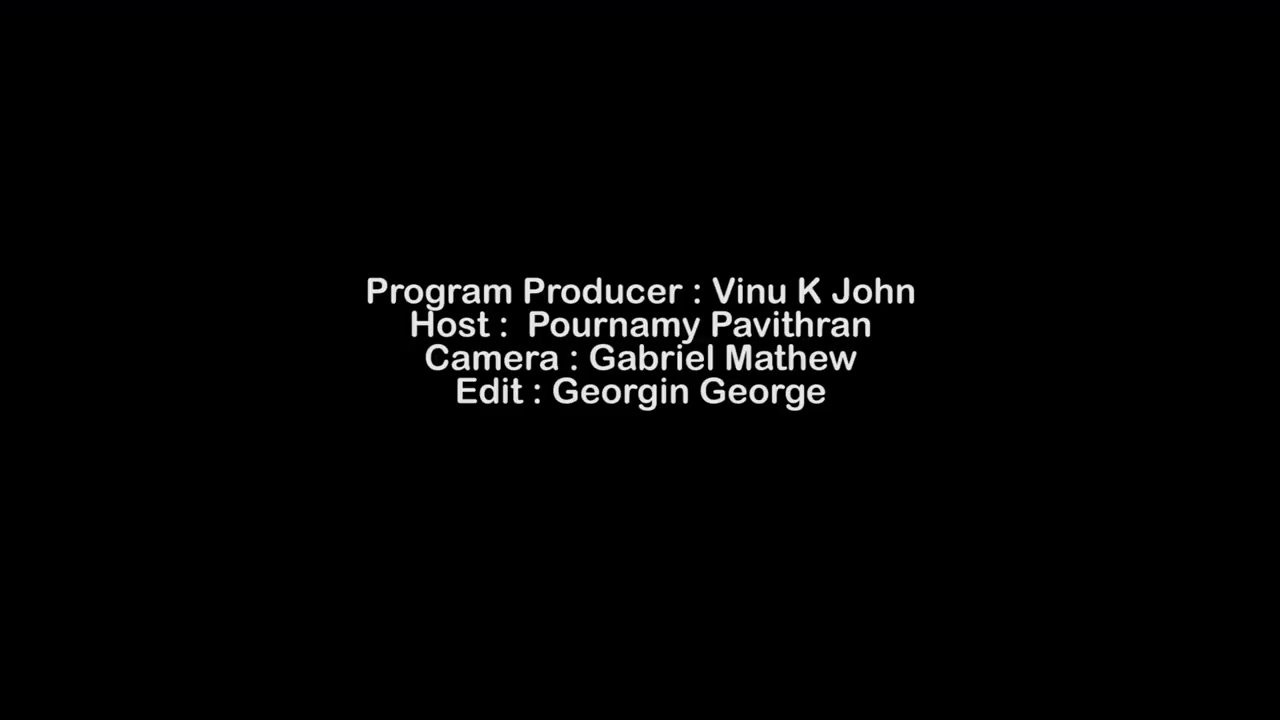 Program Producer : Vinu K John
Host :  Pournamy Pavithran
Camera : Gabriel Mathew
Edit : Georgin George